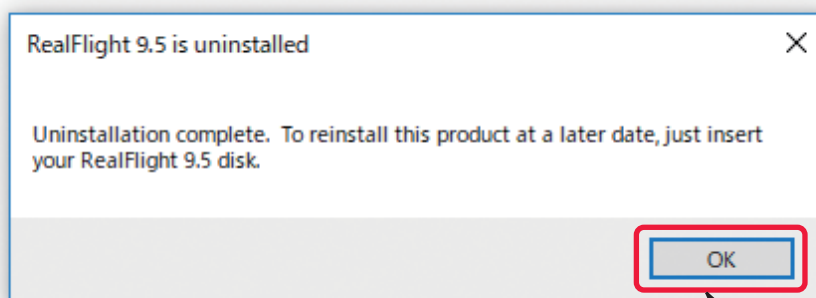 RealFlight 9.5 is uninstalled
Uninstallation complete.  To reinstall this product at a later date, just insert
your RealFlight 9.5 disk.
OK